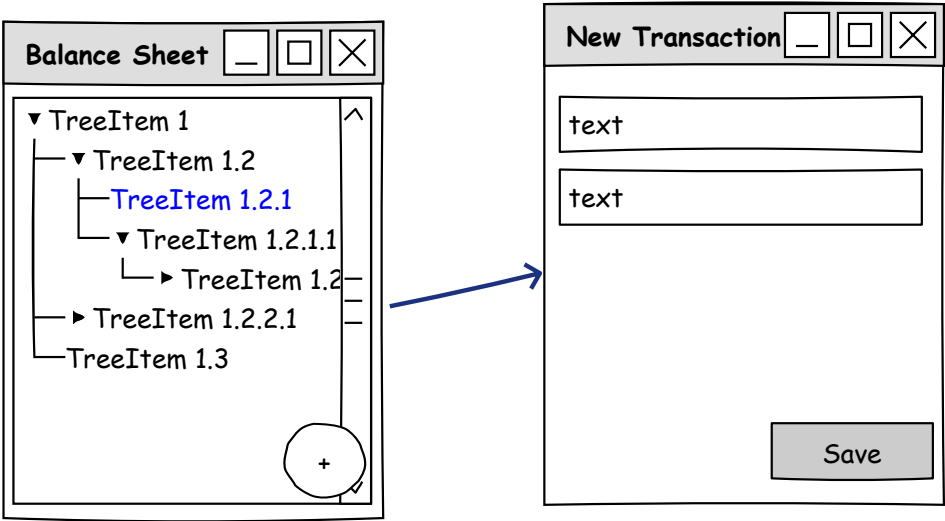 Balance Sheet
TreeItem 1
TreeItem 1.2
TreeItem 1.2.1
TreeItem 1.2.1.1
TreeItem 1.2
TreeItem 1.2.2.1
TreeItem 1.3
+
New Transaction
text
text
Save